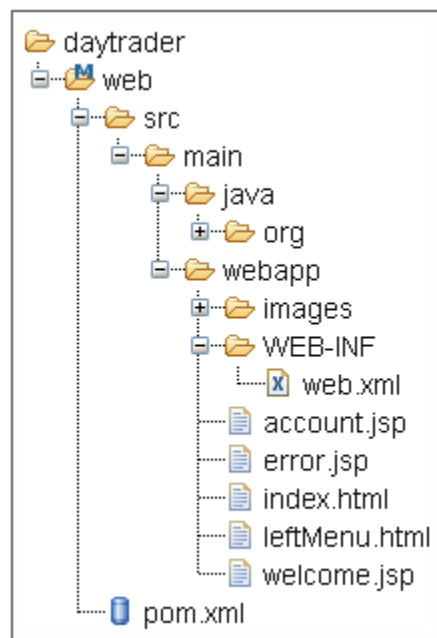 daytrader
web
src
main
java
org
webapp
images
WEB-INF
web.xml
account.jsp
error.jsp
index.html
leftMenu.html
welcome.jsp
pom.xml